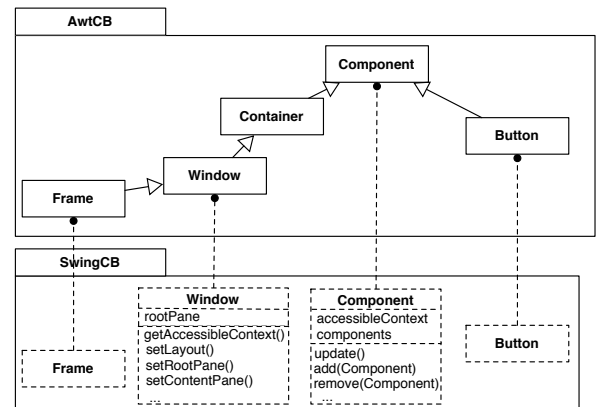 AwtCB
Component
Container
Button
Window
Frame
SwingCB
Window
rootPane
getAccessibleContext()
setLayout()
setRootPane()
setContentPane()
...
Component
accessibleContext
components
update()
add(Component)
remove(Component)
...
Button
Frame